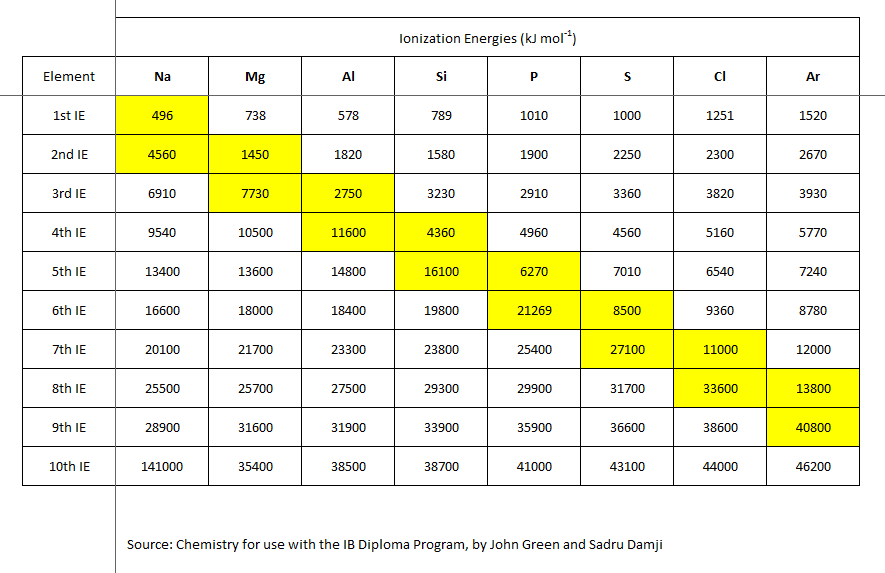 Ionization Energies (kJ mol⁻¹)
Element Na Mg Al Si P S Cl Ar
1st IE 496 738 578 789 1010 1000 1251 1520
2nd IE 4560 1450 1820 1580 1900 2250 2300 2670
3rd IE 6910 7730 2750 3230 2910 3360 3820 3930
4th IE 9540 10500 11600 4360 4960 4560 5160 5770
5th IE 13400 13600 14800 16100 6270 7010 6540 7240
6th IE 16600 18000 18400 19800 21269 8500 9360 8780
7th IE 20100 21700 23300 23800 25400 27100 11000 12000
8th IE 25500 25700 27500 29300 29900 31700 33600 13800
9th IE 28900 31600 31900 33900 35900 36600 38600 40800
10th IE 141000 35400 38500 38700 41000 43100 44000 46200
Source: Chemistry for use with the IB Diploma Program, by John Green and Sadru Damji